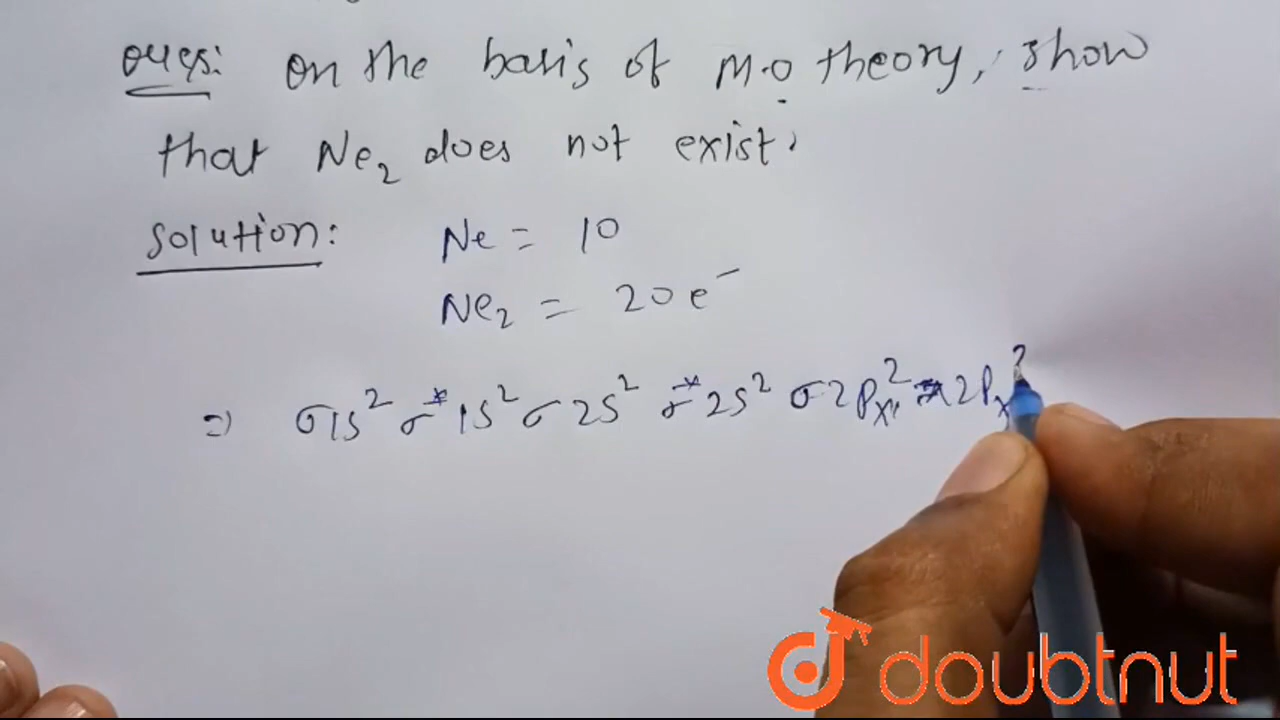 Ques: On the basis of M.O theory, show
that Ne₂ does not exist.
Solution: Ne = 10
Ne₂ = 20 e⁻
⇒ σ1s² σ*1s² σ2s² σ*2s² σ2Pₓ² 2Pₓ²
doubtnut